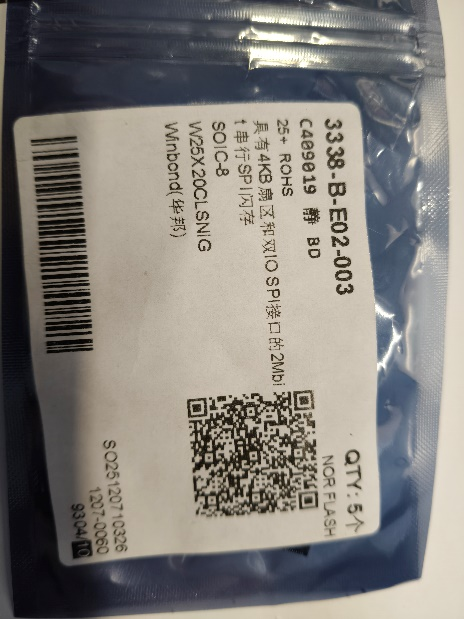 3338-B-E02-003
QTY: 5个
C409019 静 BD
NOR FLASH
25+ ROHS
具有4KB扇区和双IO SPI接口的2Mbi
t 串行SPI闪存
SOIC-8
W25X20CLSNIG
Winbond(华邦)
SO25120710326
1207-0060
9304/10